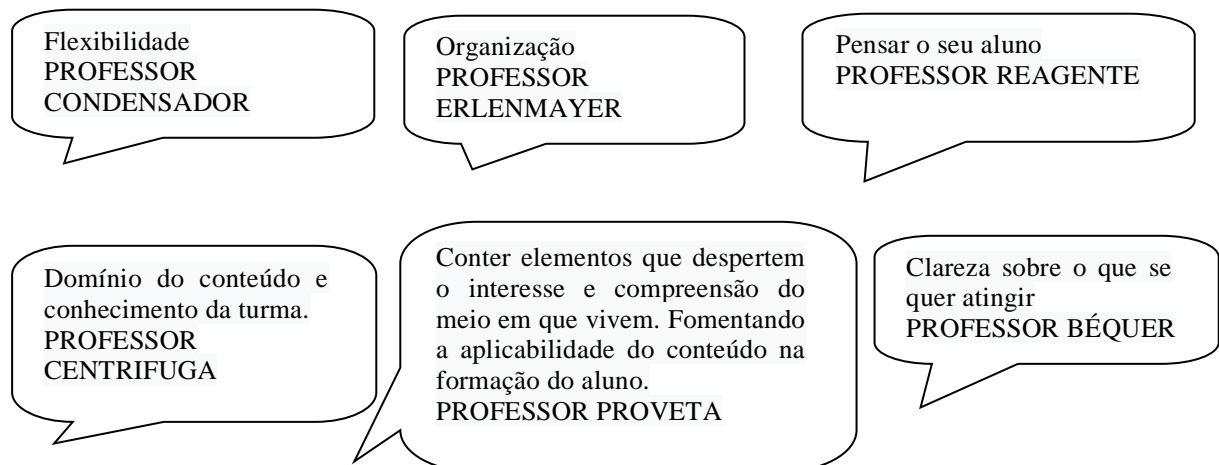 Flexibilidade
PROFESSOR
CONDENSADOR
Organização
PROFESSOR
ERLENMAYER
Pensar o seu aluno
PROFESSOR REAGENTE
Domínio do conteúdo e
conhecimento da turma.
PROFESSOR
CENTRIFUGA
Conter elementos que despertem
o interesse e compreensão do
meio em que vivem. Fomentando
a aplicabilidade do conteúdo na
formação do aluno.
PROFESSOR PROVETA
Clareza sobre o que se
quer atingir
PROFESSOR BÉQUER